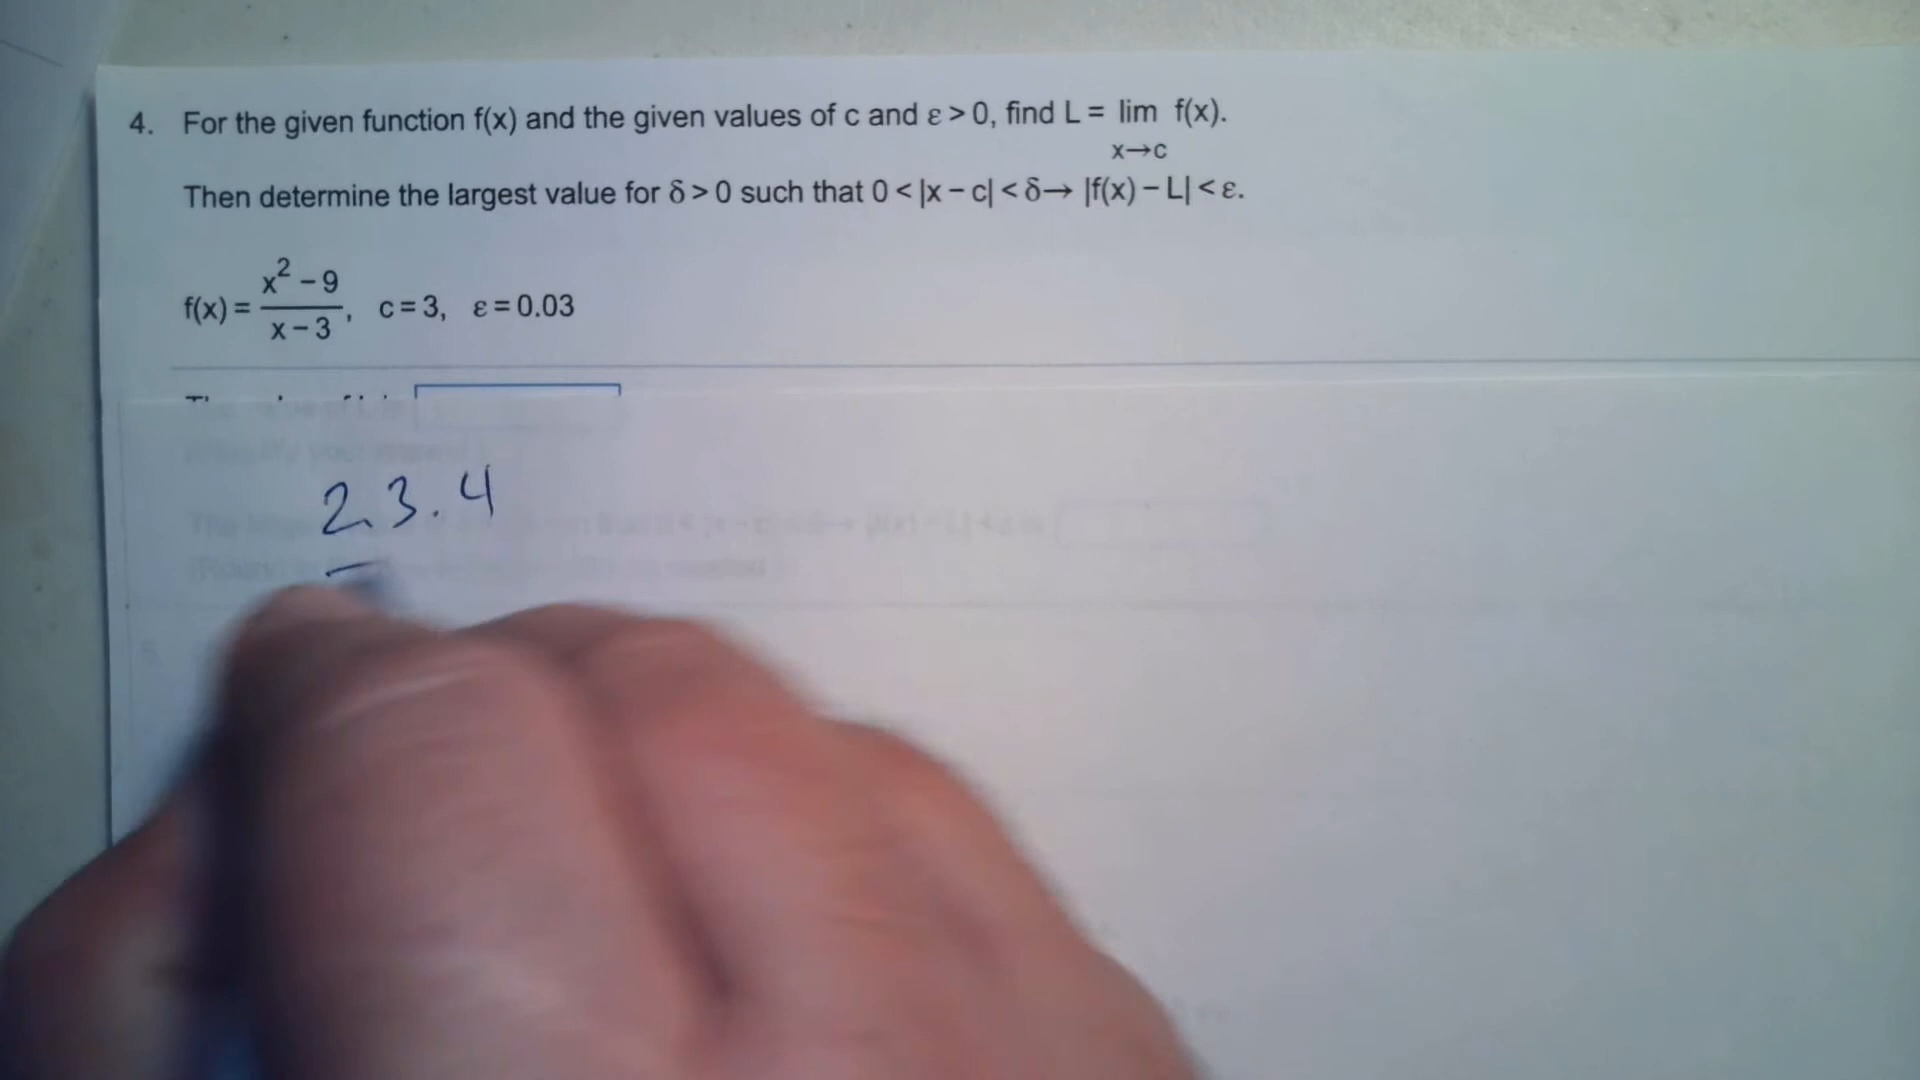 4. For the given function f(x) and the given values of c and ε > 0, find L = lim f(x).
x→c
Then determine the largest value for δ > 0 such that 0 < |x − c| < δ → |f(x) − L| < ε.
f(x) = x² − 9 / x − 3, c = 3, ε = 0.03
2.3.4